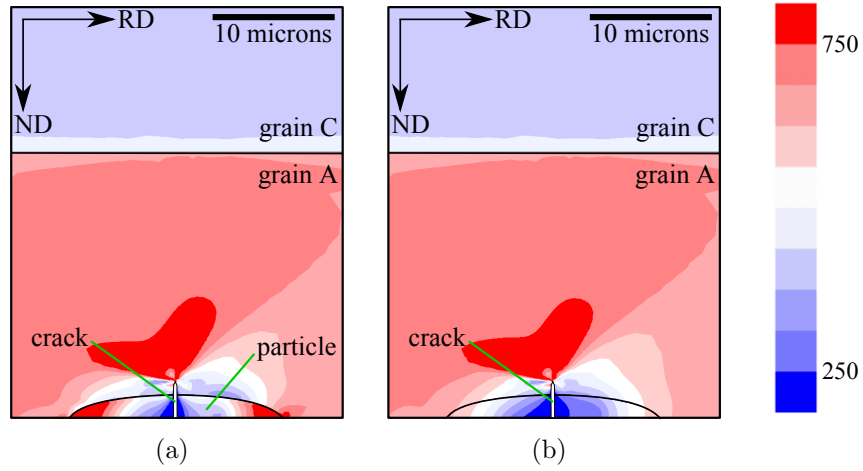 RD
10 microns
ND
grain C
grain A
crack
particle
(a)
RD
10 microns
ND
grain C
grain A
crack
(b)
750
250